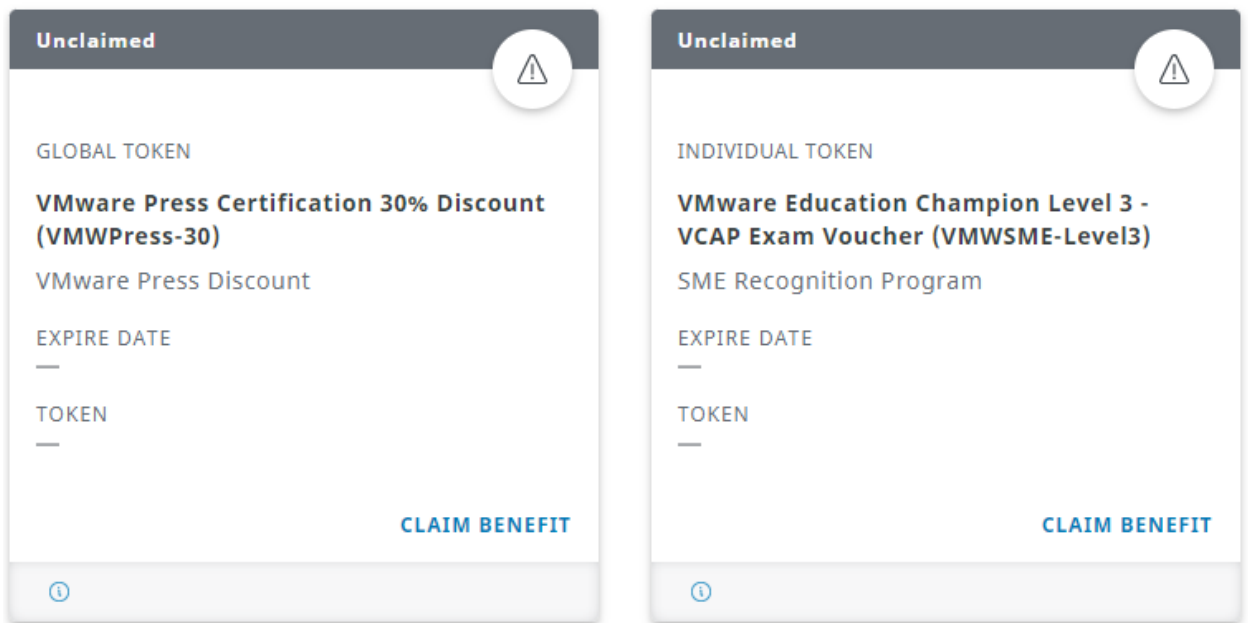 Unclaimed
GLOBAL TOKEN
VMware Press Certification 30% Discount
(VMWPress-30)
VMware Press Discount
EXPIRE DATE
—
TOKEN
—
CLAIM BENEFIT
Unclaimed
INDIVIDUAL TOKEN
VMware Education Champion Level 3 -
VCAP Exam Voucher (VMWSME-Level3)
SME Recognition Program
EXPIRE DATE
—
TOKEN
—
CLAIM BENEFIT